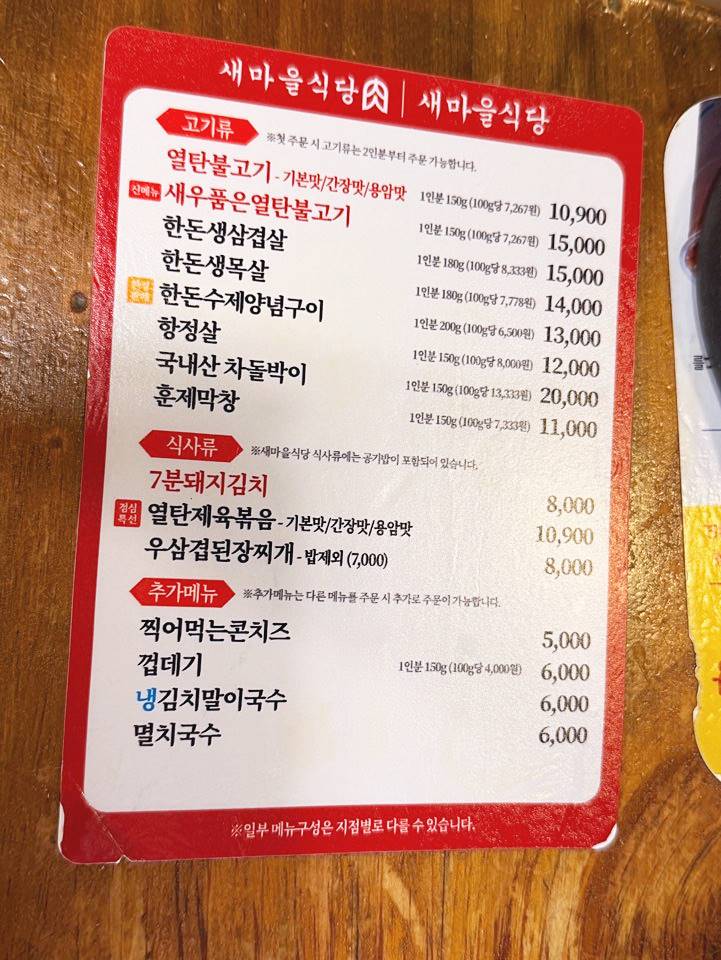 새마을식당 | 새마을식당
고기류 ※첫 주문 시 고기류는 2인분부터 주문 가능합니다.
열탄불고기 - 기본맛/간장맛/용암맛 1인분 150g (100g당 7,267원) 10,900
신메뉴 새우품은열탄불고기 1인분 150g (100g당 7,267원) 15,000
한돈생삼겹살 1인분 180g (100g당 8,333원) 15,000
한돈생목살 1인분 180g (100g당 7,778원) 14,000
한돈수제양념구이 1인분 200g (100g당 6,500원) 13,000
항정살 1인분 150g (100g당 8,000원) 12,000
국내산 차돌박이 1인분 150g (100g당 13,333원) 20,000
훈제막창 1인분 150g (100g당 7,333원) 11,000
식사류 ※새마을식당 식사류에는 공기밥이 포함되어 있습니다.
7분돼지김치 8,000
점심특선 열탄제육볶음 - 기본맛/간장맛/용암맛 10,900
우삼겹된장찌개 - 밥제외 (7,000) 8,000
추가메뉴 ※추가메뉴는 다른 메뉴를 주문 시 추가로 주문이 가능합니다.
찍어먹는콘치즈 5,000
껍데기 1인분 150g (100g당 4,000원) 6,000
냉김치말이국수 6,000
멸치국수 6,000
※일부 메뉴구성은 지점별로 다를 수 있습니다.